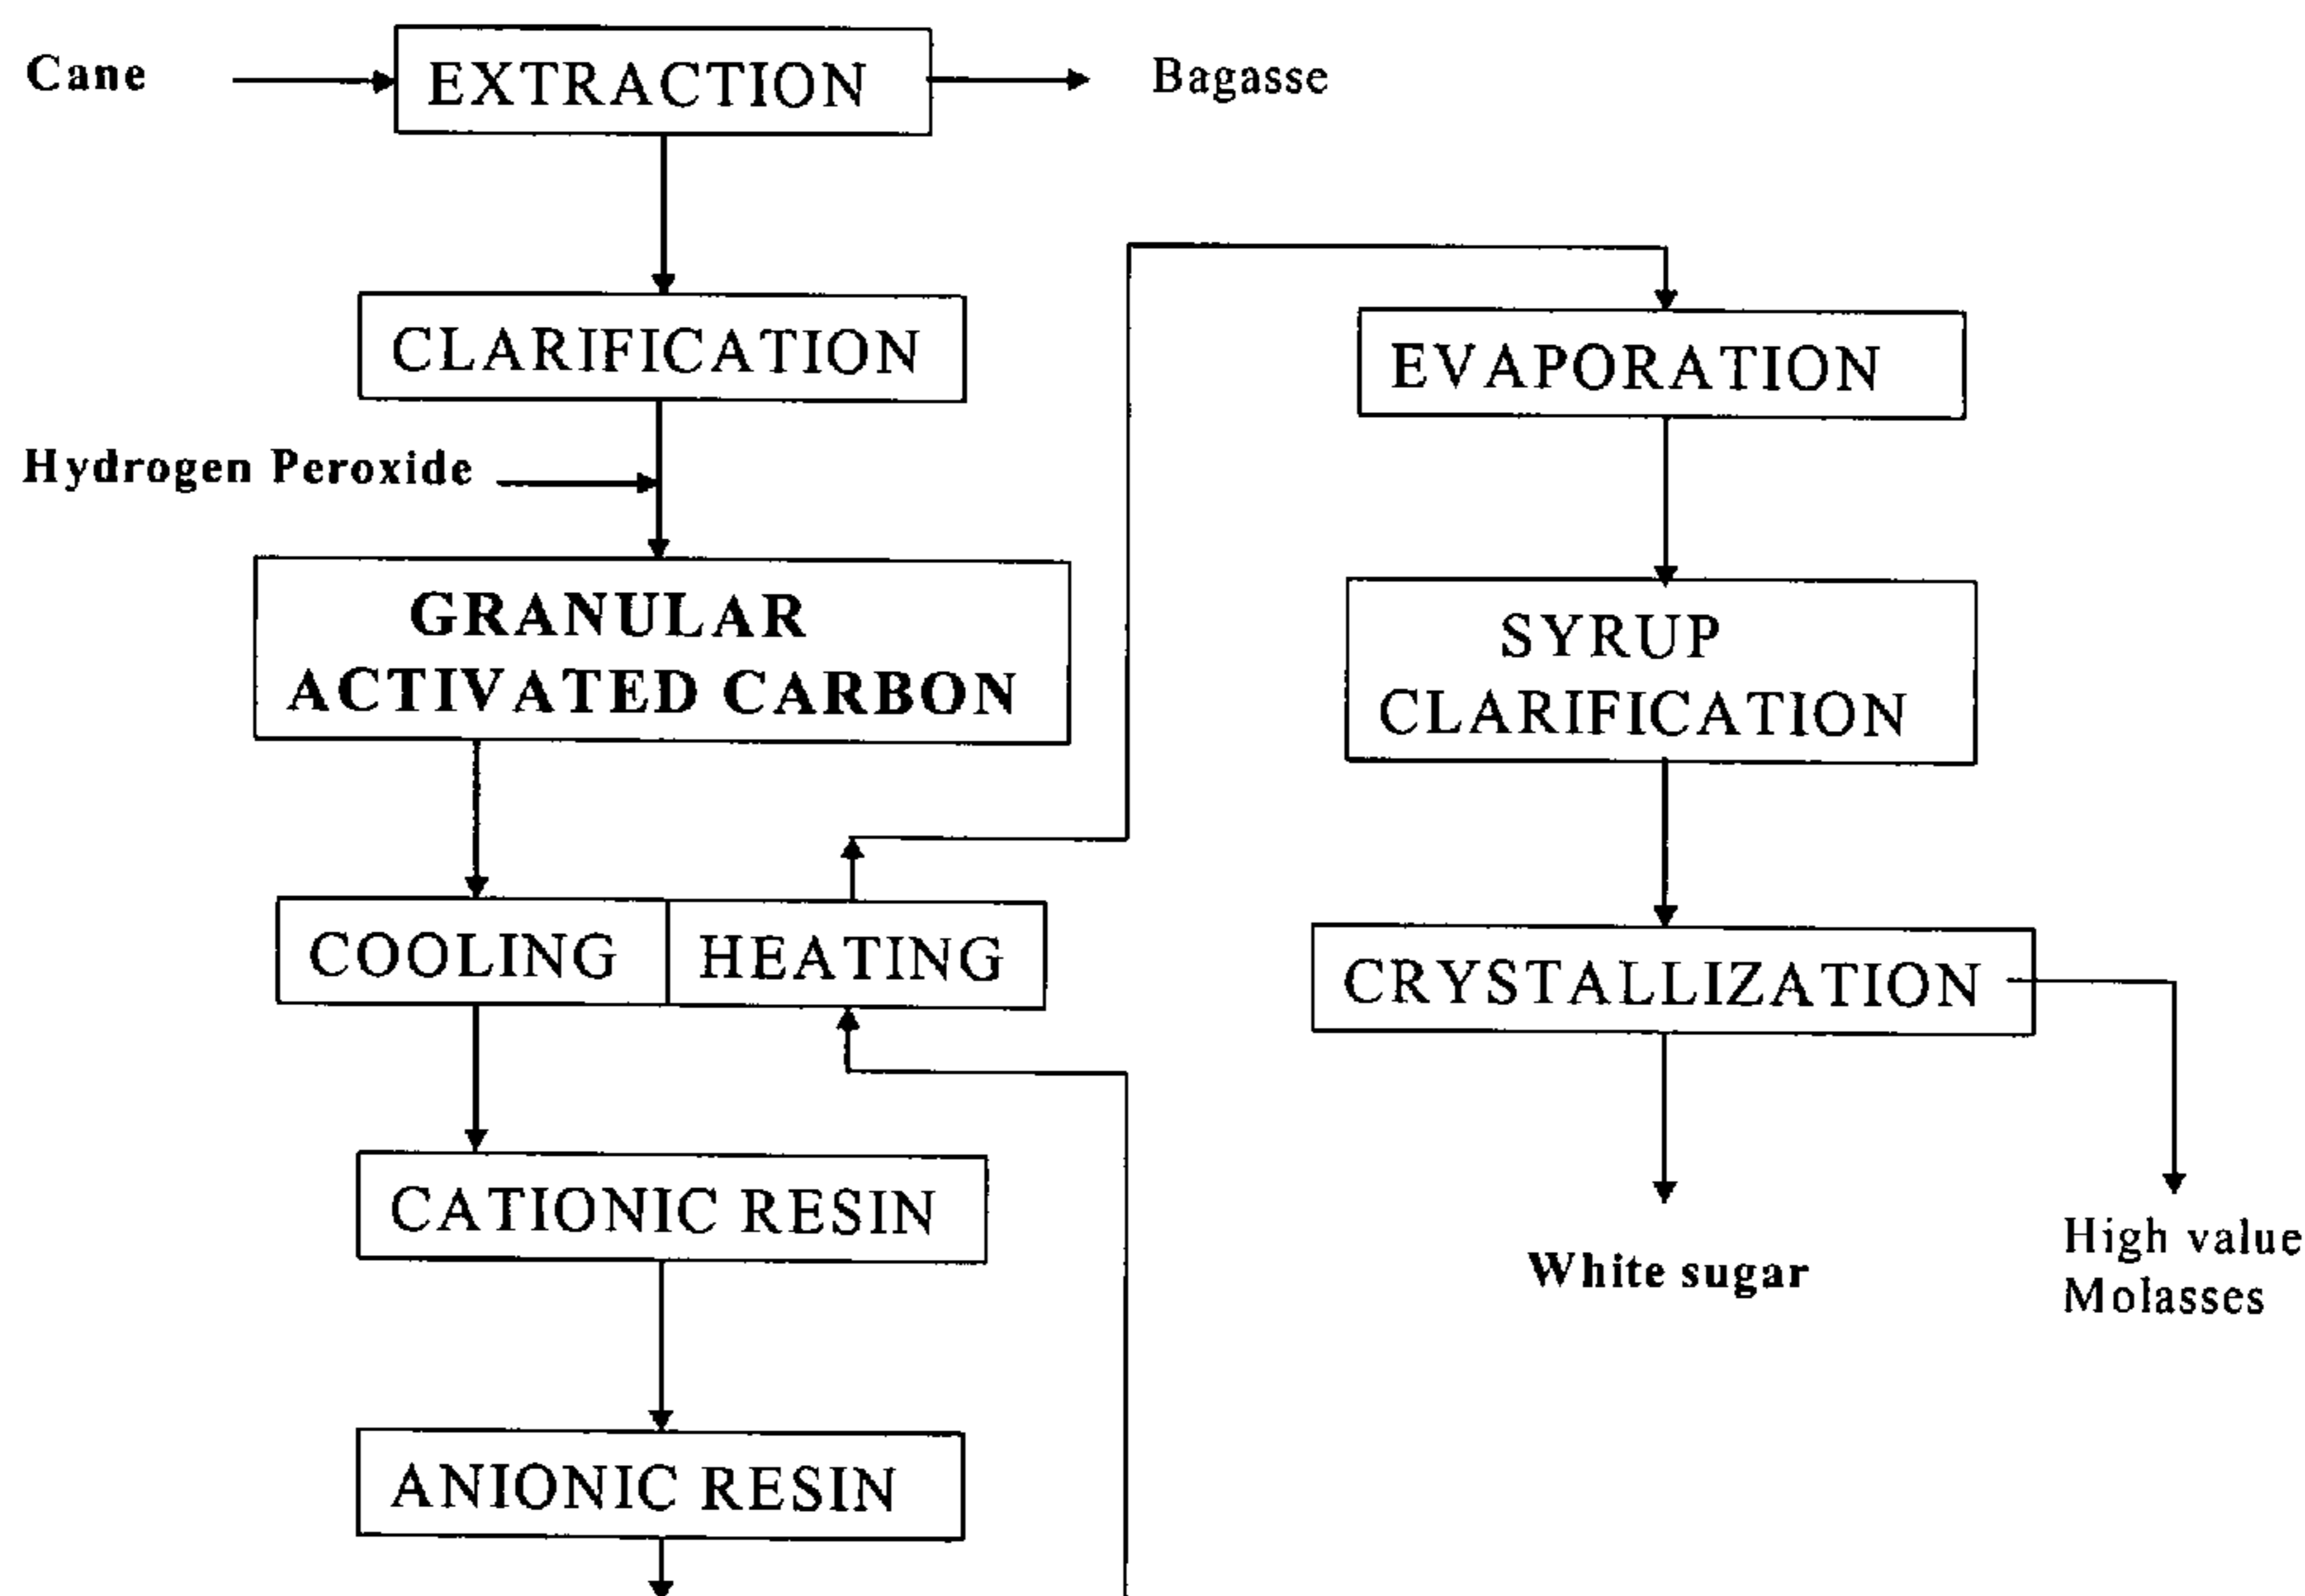 Cane
EXTRACTION
Bagasse
CLARIFICATION
Hydrogen Peroxide
GRANULAR
ACTIVATED CARBON
COOLING
HEATING
CATIONIC RESIN
ANIONIC RESIN
EVAPORATION
SYRUP
CLARIFICATION
CRYSTALLIZATION
White sugar
High value
Molasses